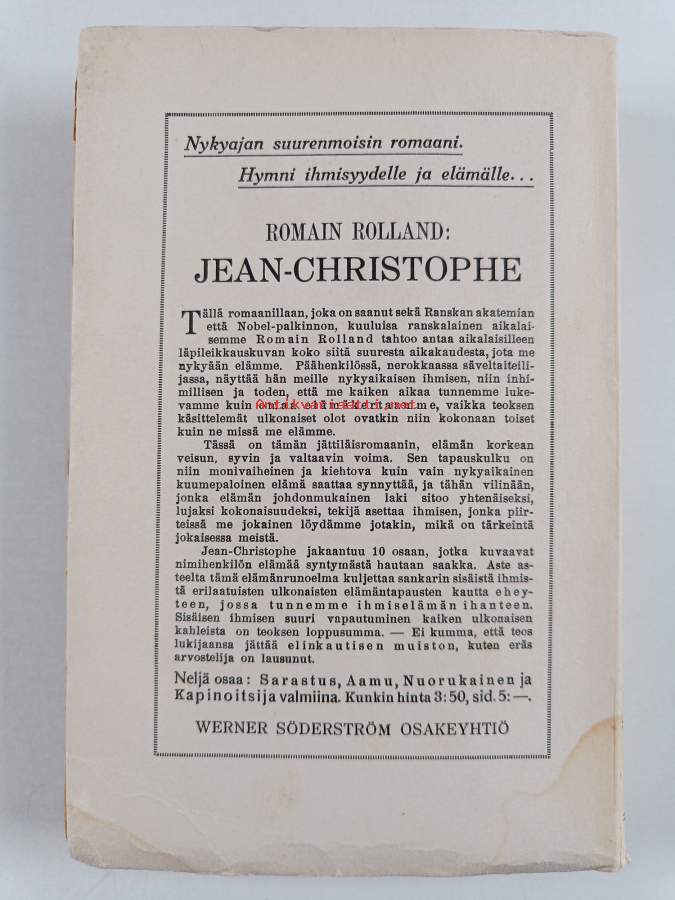 Nykyajan suurenmoisin romaani.
Hymni ihmisyydelle ja elämälle...
ROMAIN ROLLAND:
JEAN-CHRISTOPHE
Tällä romaanillaan, joka on saanut sekä Ranskan akatemian
että Nobel-palkinnon, kuuluisa ranskalainen aikalai-
semme Romain Rolland tahtoo antaa aikalaisilleen
läpileikkauskuvan koko siitä suuresta aikakaudesta, jota me
nykyään elämme. Päähenkilössä, nerokkaassa säveltaiteili-
jassa, näyttää hän meille nykyaikaisen ihmisen, niin inhi-
millisen ja toden, että me kaiken aikaa tunnemme luke-
vamme kuin omaa, vaikka teoksen
Antikvariaatti.net
käsittelemät ulkonaiset olot ovatkin niin kokonaan toiset
kuin ne missä me elämme.
Tässä on tämän jättiläisromaanin, elämän korkean
veisun, syvin ja valtaavin voima. Sen tapauskulku on
niin monivaiheinen ja kiehtova kuin vain nykyaikainen
kuumepaloinen elämä saattaa synnyttää, ja tähän vilinään,
jonka elämän johdonmukainen laki sitoo yhtenäiseksi,
lujaksi kokonaisuudeksi, tekijä asettaa ihmisen, jonka piir-
teissä me jokainen löydämme jotakin, mikä on tärkeintä
jokaisessa meistä.
Jean-Christophe jakaantuu 10 osaan, jotka kuvaavat
nimihenkilön elämää syntymästä hautaan saakka. Aste as-
teelta tämä elämänrunoelma kuljettaa sankarin sisäistä ihmis-
tä erilaatuisten ulkonaisten elämäntapausten kautta ehey-
teen, jossa tunnemme ihmiselämän ihanteen.
Sisäisen ihmisen suuri vapautuminen kaiken ulkonaisen
kahleista on teoksen loppusumma. — Ei kumma, että teos
lukijaansa jättää elinkautisen muiston, kuten eräs
arvostelija on lausunut.
Neljä osaa: Sarastus, Aamu, Nuorukainen ja
Kapinoitsija valmiina. Kunkin hinta 3:50, sid. 5:—.
WERNER SÖDERSTRÖM OSAKEYHTIÖ